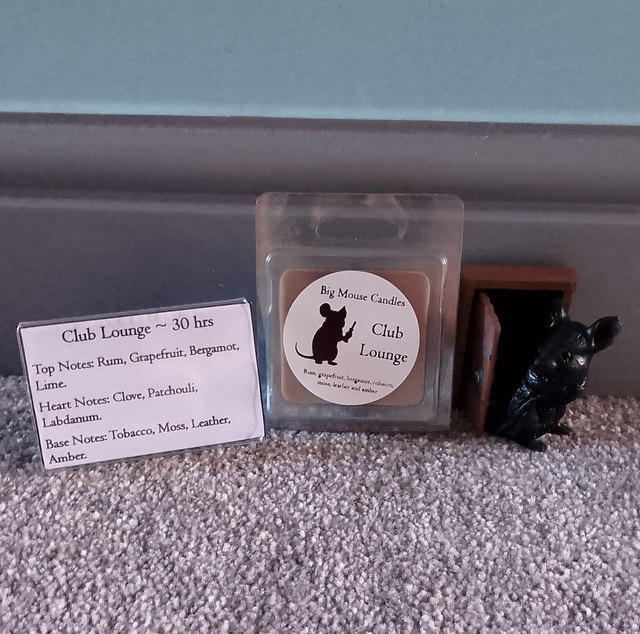 Club Lounge ~ 30 hrs
Top Notes: Rum, Grapefruit, Bergamot,
Lime.
Heart Notes: Clove, Patchouli,
Labdanum.
Base Notes: Tobacco, Moss, Leather,
Amber.
Big Mouse Candles
Club
Lounge
Rum, grapefruit, bergamot, tobacco,
moss, leather and amber